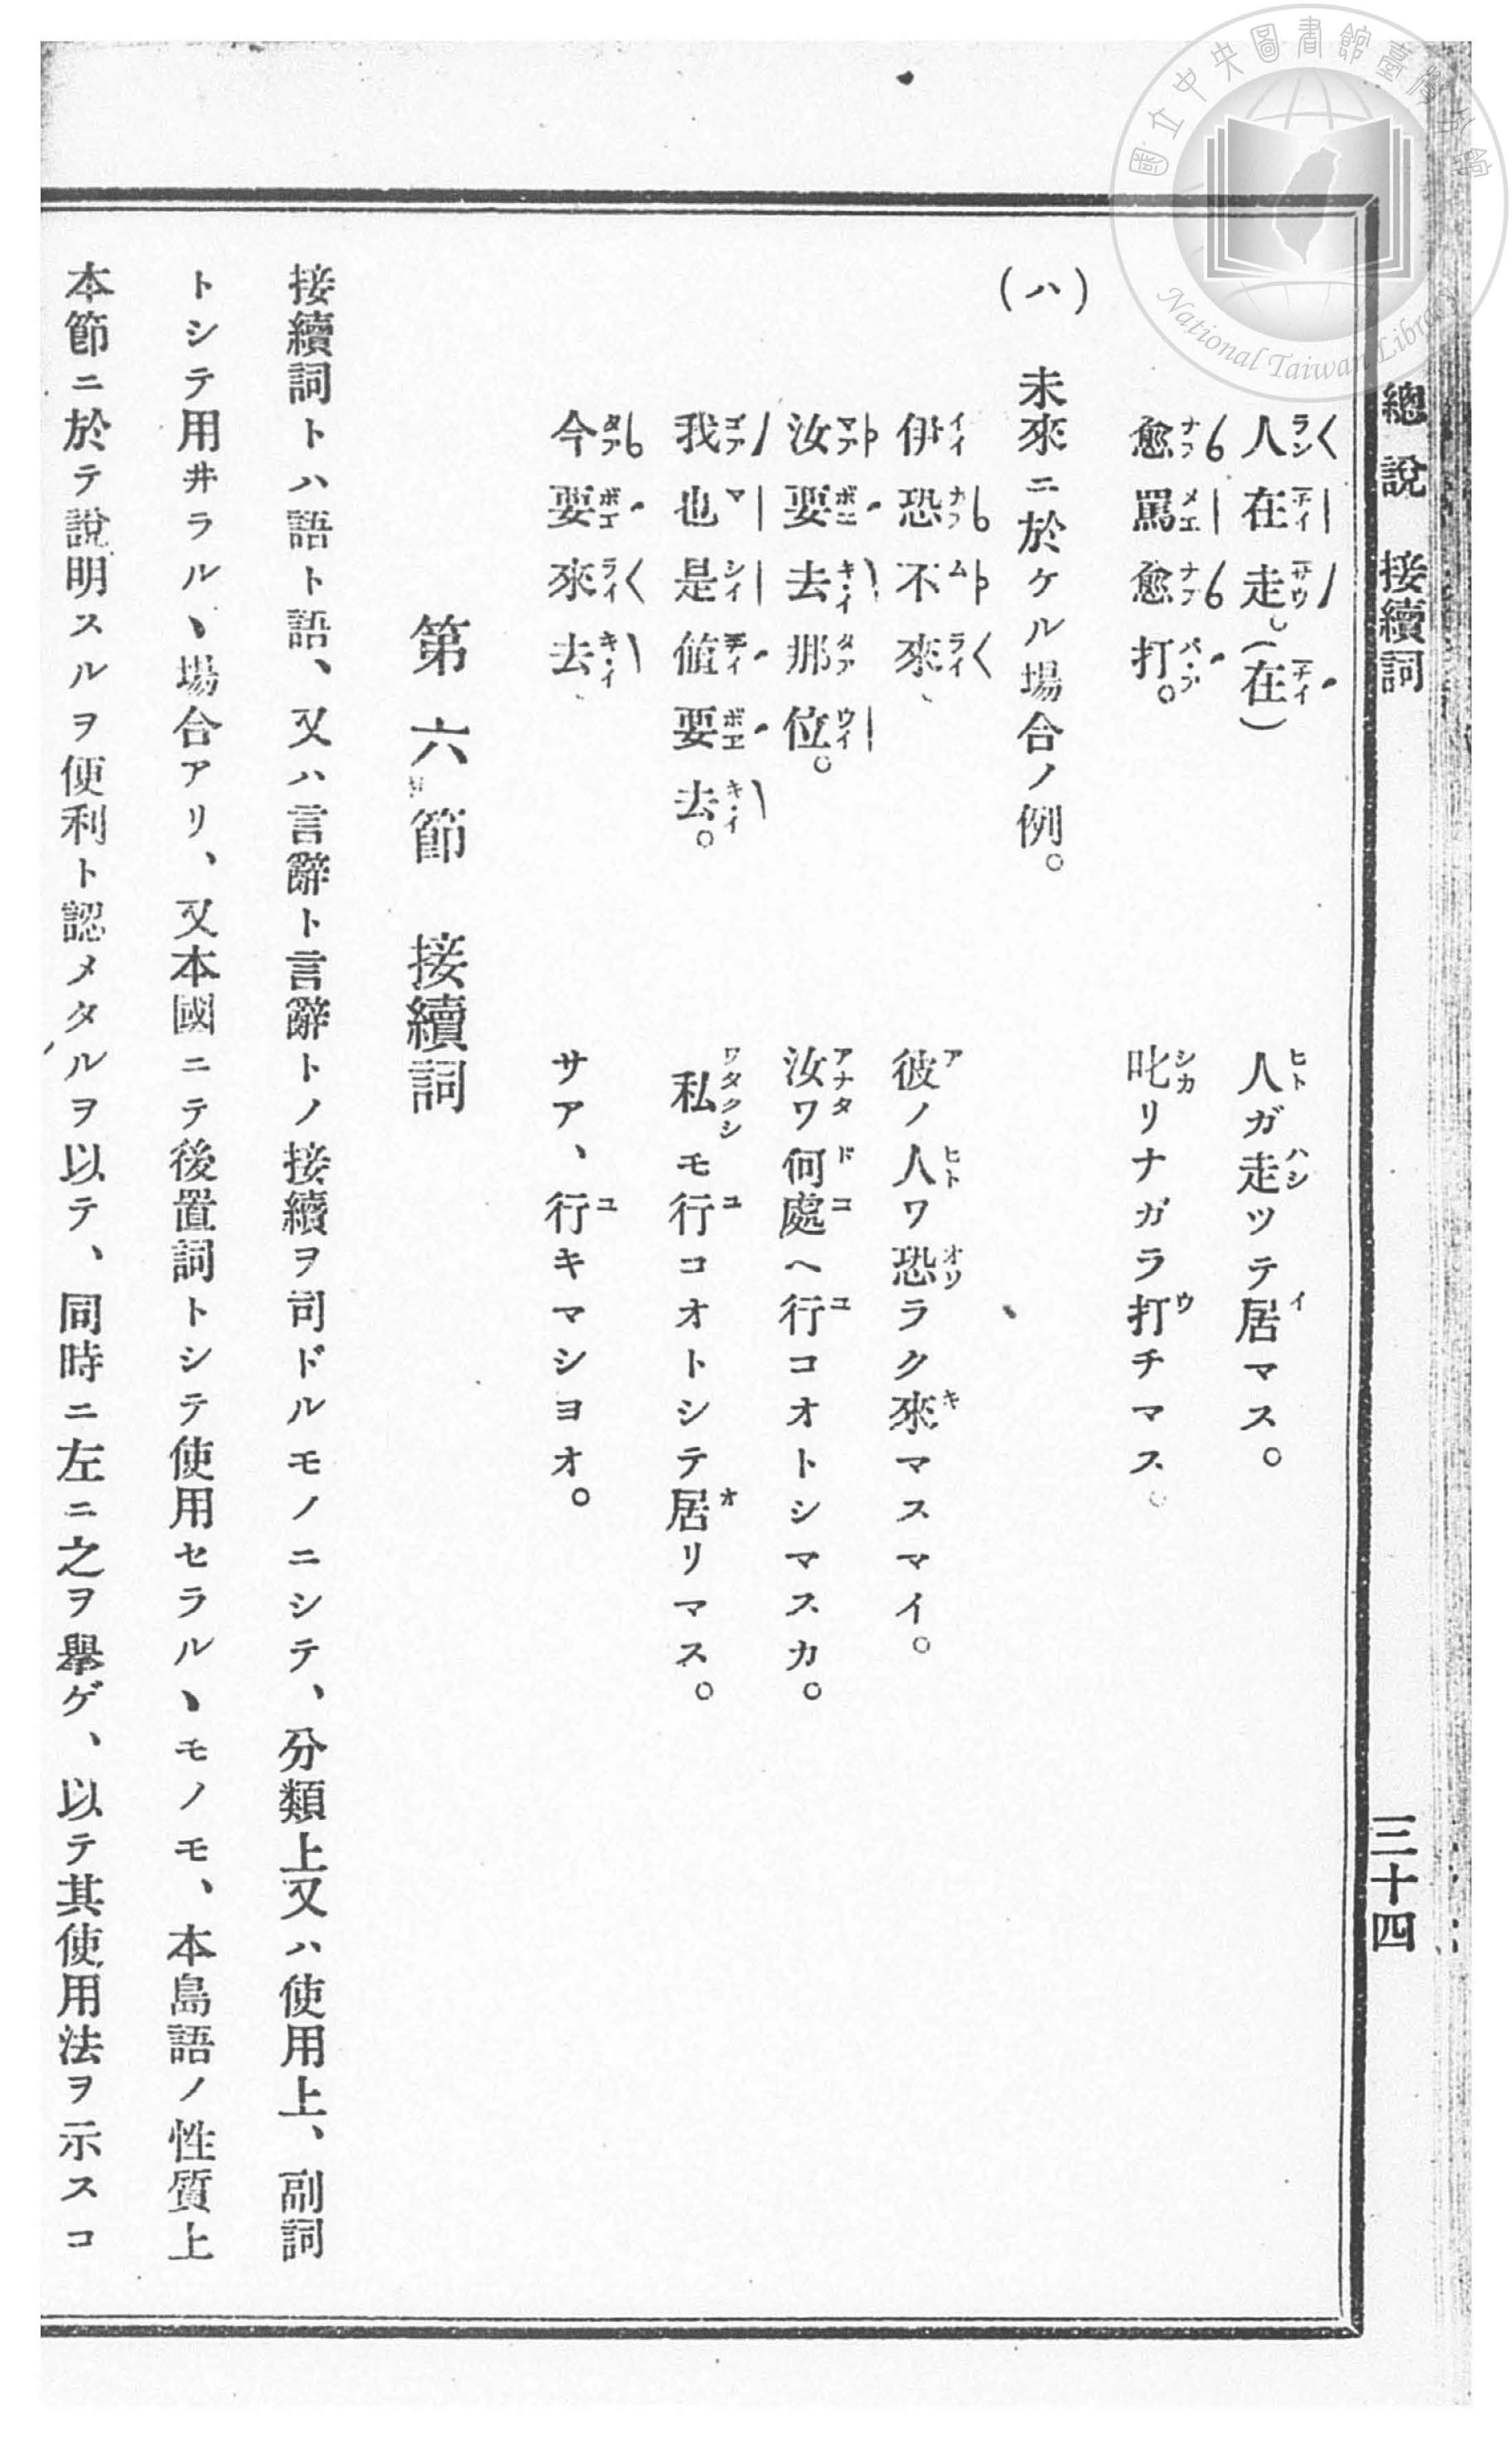 國立中央圖書館臺灣分館
National Taiwan Library
總說 接續詞 三十四
人在走。(在) 人ガ走ツテ居マス。
愈罵愈打。 叱リナガラ打チマス。
(ハ) 未來ニ於ケル場合ノ例。
伊恐不來、 彼ノ人ワ恐ラク來マスマイ。
汝要去那位。 汝ワ何處ヘ行コオトシマスカ。
我也是値要去。 私モ行コオトシテ居リマス。
今要來去、 サア、行キマシヨオ。
第六節 接續詞
接續詞トハ語ト語、又ハ言辭ト言辭トノ接續ヲ司ドルモノニシテ、分類上又ハ使用上、副詞
トシテ用井ラルヽ場合アリ、又本國ニテ後置詞トシテ使用セラルヽモノモ、本島語ノ性質上
本節ニ於テ說明スルヲ便利ト認メタルヲ以テ、同時ニ左ニ之ヲ擧ゲ、以テ其使用法ヲ示スコ